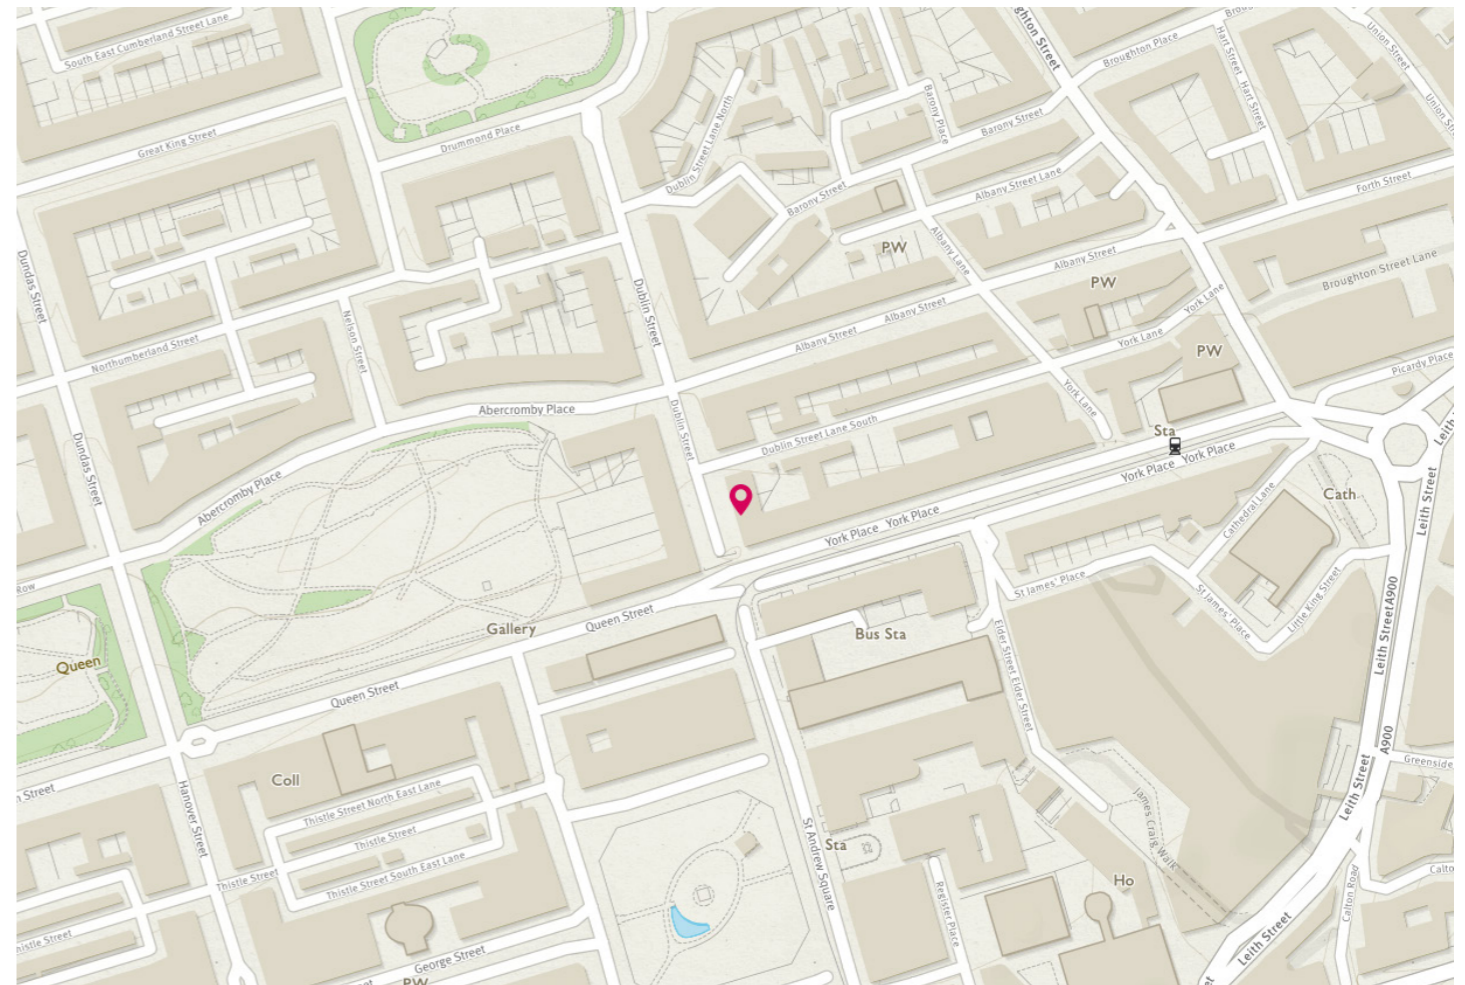 South East Cumberland Street Lane
Great King Street
Drummond Place
Dublin Street Lane North
Barony Place
Barony Street
Broughton Place
Hart Street
Hart Street
Union Street
Union
ghton Street
Barony Street
Albany Street Lane
Forth Street
PW
Albany Lane
Albany Street
Broughton Street Lane
PW
York Lane
Dundas Street
Northumberland Street
Nelson Street
Dublin Street
Albany Street
Albany Street
York Lane
PW
Picardy Place
York Lane
Abercromby Place
Dublin Street
Dublin Street Lane South
Sta
York Place
York Place
Leith
Dundas Street
Abercromby Place
York Place
York Place
Cathedral Lane
Cath
Leith Street
Row
Queen
Gallery
Queen Street
Queen Street
Bus Sta
St James' Place
St James' Place
Little King Street
Elder Street
Elder Street
Leith Street
A900
Leith Street
A900
Greenside
Leith Street
Street
Coll
Hanover Street
Thistle Street North East Lane
Thistle Street
Thistle Street
Thistle Street South East Lane
St Andrew Square
Sta
James Craig Walk
Ho
Register Place
Calton Road
Calto
Leith Street
histle Street
George Street
PW